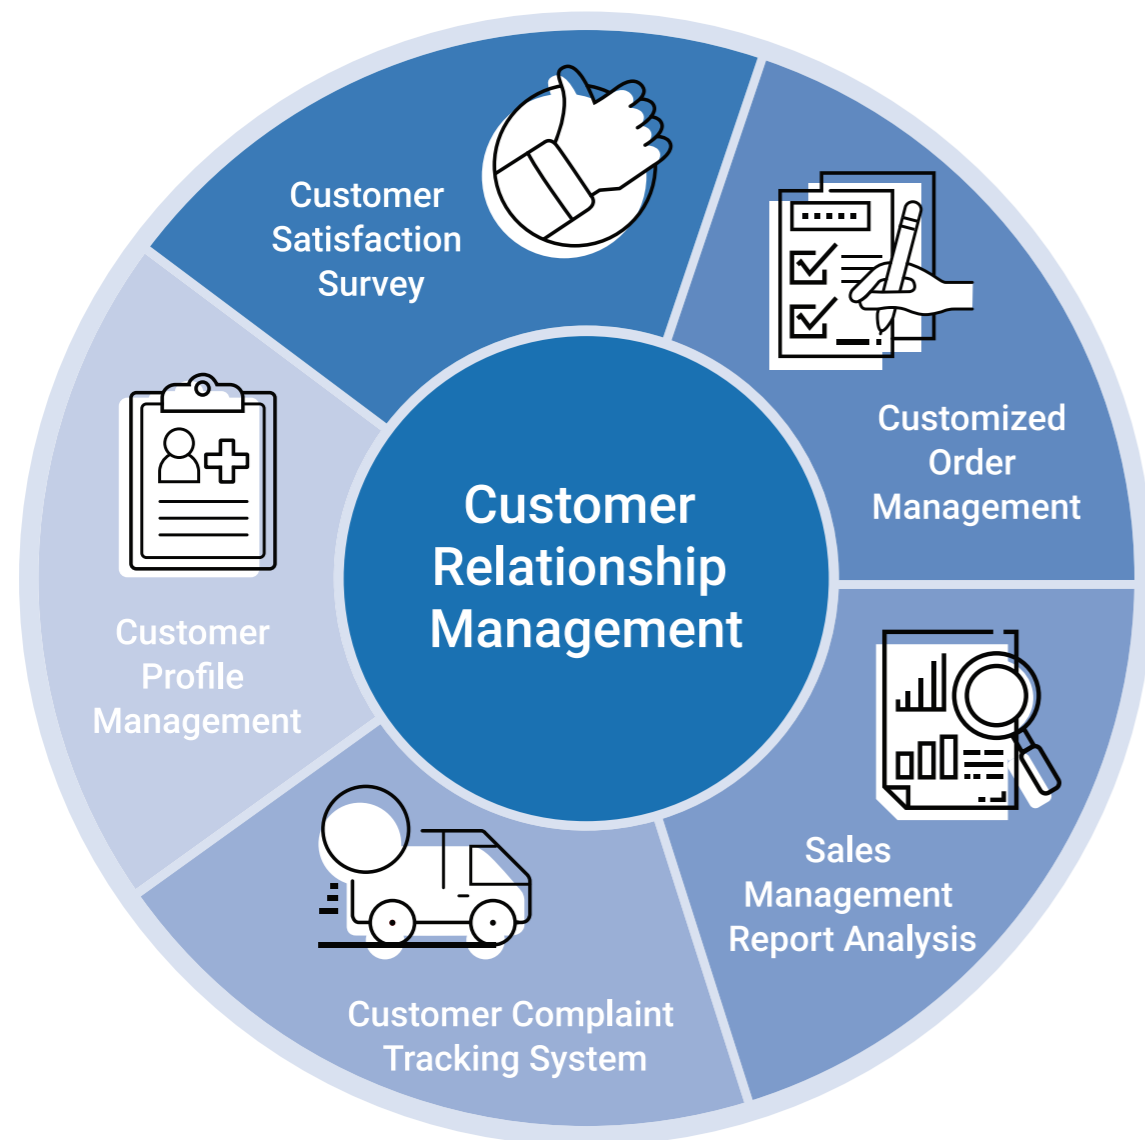 Customer
Satisfaction
Survey
Customized
Order
Management
Customer
Profile
Management
Customer
Relationship
Management
Sales
Management
Report Analysis
Customer Complaint
Tracking System